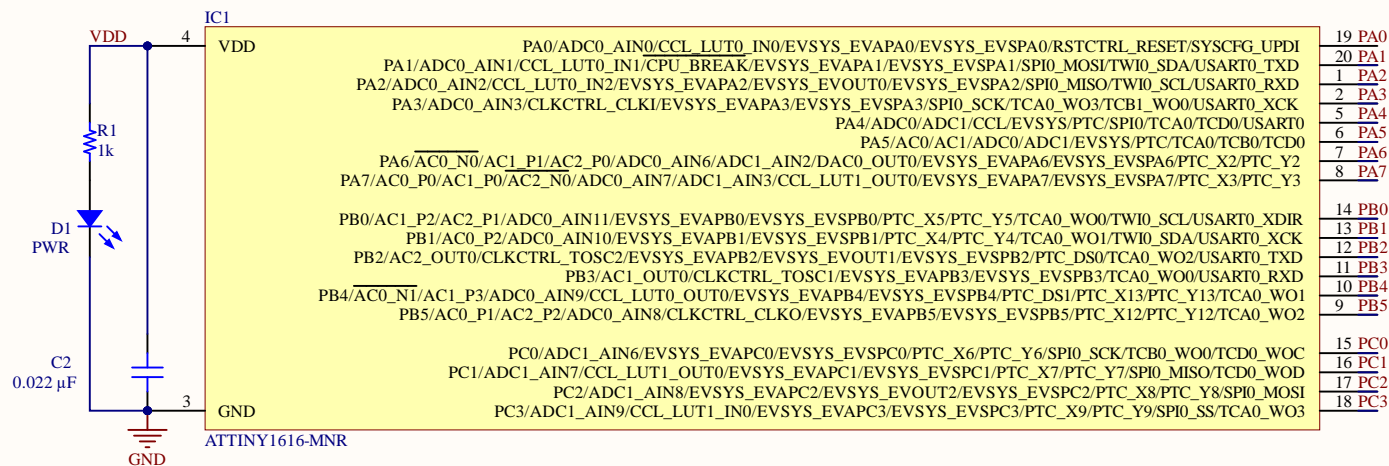 IC1
VDD 4 VDD PA0/ADC0_AIN0/CCL_LUT0_IN0/EVSYS_EVAPA0/EVSYS_EVSPA0/RSTCTRL_RESET/SYSCFG_UPDI 19 PA0
PA1/ADC0_AIN1/CCL_LUT0_IN1/CPU_BREAK/EVSYS_EVAPA1/EVSYS_EVSPA1/SPI0_MOSI/TWI0_SDA/USART0_TXD 20 PA1
PA2/ADC0_AIN2/CCL_LUT0_IN2/EVSYS_EVAPA2/EVSYS_EVOUT0/EVSYS_EVSPA2/SPI0_MISO/TWI0_SCL/USART0_RXD 1 PA2
PA3/ADC0_AIN3/CLKCTRL_CLKI/EVSYS_EVAPA3/EVSYS_EVSPA3/SPI0_SCK/TCA0_WO3/TCB1_WO0/USART0_XCK 2 PA3
PA4/ADC0/ADC1/CCL/EVSYS/PTC/SPI0/TCA0/TCD0/USART0 5 PA4
R1
1k
PA5/AC0/AC1/ADC0/ADC1/EVSYS/PTC/TCA0/TCB0/TCD0 6 PA5
PA6/AC0_N0/AC1_P1/AC2_P0/ADC0_AIN6/ADC1_AIN2/DAC0_OUT0/EVSYS_EVAPA6/EVSYS_EVSPA6/PTC_X2/PTC_Y2 7 PA6
PA7/AC0_P0/AC1_P0/AC2_N0/ADC0_AIN7/ADC1_AIN3/CCL_LUT1_OUT0/EVSYS_EVAPA7/EVSYS_EVSPA7/PTC_X3/PTC_Y3 8 PA7
PB0/AC1_P2/AC2_P1/ADC0_AIN11/EVSYS_EVAPB0/EVSYS_EVSPB0/PTC_X5/PTC_Y5/TCA0_WO0/TWI0_SCL/USART0_XDIR 14 PB0
D1
PWR
PB1/AC0_P2/ADC0_AIN10/EVSYS_EVAPB1/EVSYS_EVSPB1/PTC_X4/PTC_Y4/TCA0_WO1/TWI0_SDA/USART0_XCK 13 PB1
PB2/AC2_OUT0/CLKCTRL_TOSC2/EVSYS_EVAPB2/EVSYS_EVOUT1/EVSYS_EVSPB2/PTC_DS0/TCA0_WO2/USART0_TXD 12 PB2
PB3/AC1_OUT0/CLKCTRL_TOSC1/EVSYS_EVAPB3/EVSYS_EVSPB3/TCA0_WO0/USART0_RXD 11 PB3
PB4/AC0_N1/AC1_P3/ADC0_AIN9/CCL_LUT0_OUT0/EVSYS_EVAPB4/EVSYS_EVSPB4/PTC_DS1/PTC_X13/PTC_Y13/TCA0_WO1 10 PB4
PB5/AC0_P1/AC2_P2/ADC0_AIN8/CLKCTRL_CLKO/EVSYS_EVAPB5/EVSYS_EVSPB5/PTC_X12/PTC_Y12/TCA0_WO2 9 PB5
PC0/ADC1_AIN6/EVSYS_EVAPC0/EVSYS_EVSPC0/PTC_X6/PTC_Y6/SPI0_SCK/TCB0_WO0/TCD0_WOC 15 PC0
C2
0.022 µF
PC1/ADC1_AIN7/CCL_LUT1_OUT0/EVSYS_EVAPC1/EVSYS_EVSPC1/PTC_X7/PTC_Y7/SPI0_MISO/TCD0_WOD 16 PC1
PC2/ADC1_AIN8/EVSYS_EVAPC2/EVSYS_EVOUT2/EVSYS_EVSPC2/PTC_X8/PTC_Y8/SPI0_MOSI 17 PC2
3 GND PC3/ADC1_AIN9/CCL_LUT1_IN0/EVSYS_EVAPC3/EVSYS_EVSPC3/PTC_X9/PTC_Y9/SPI0_SS/TCA0_WO3 18 PC3
ATTINY1616-MNR
GND